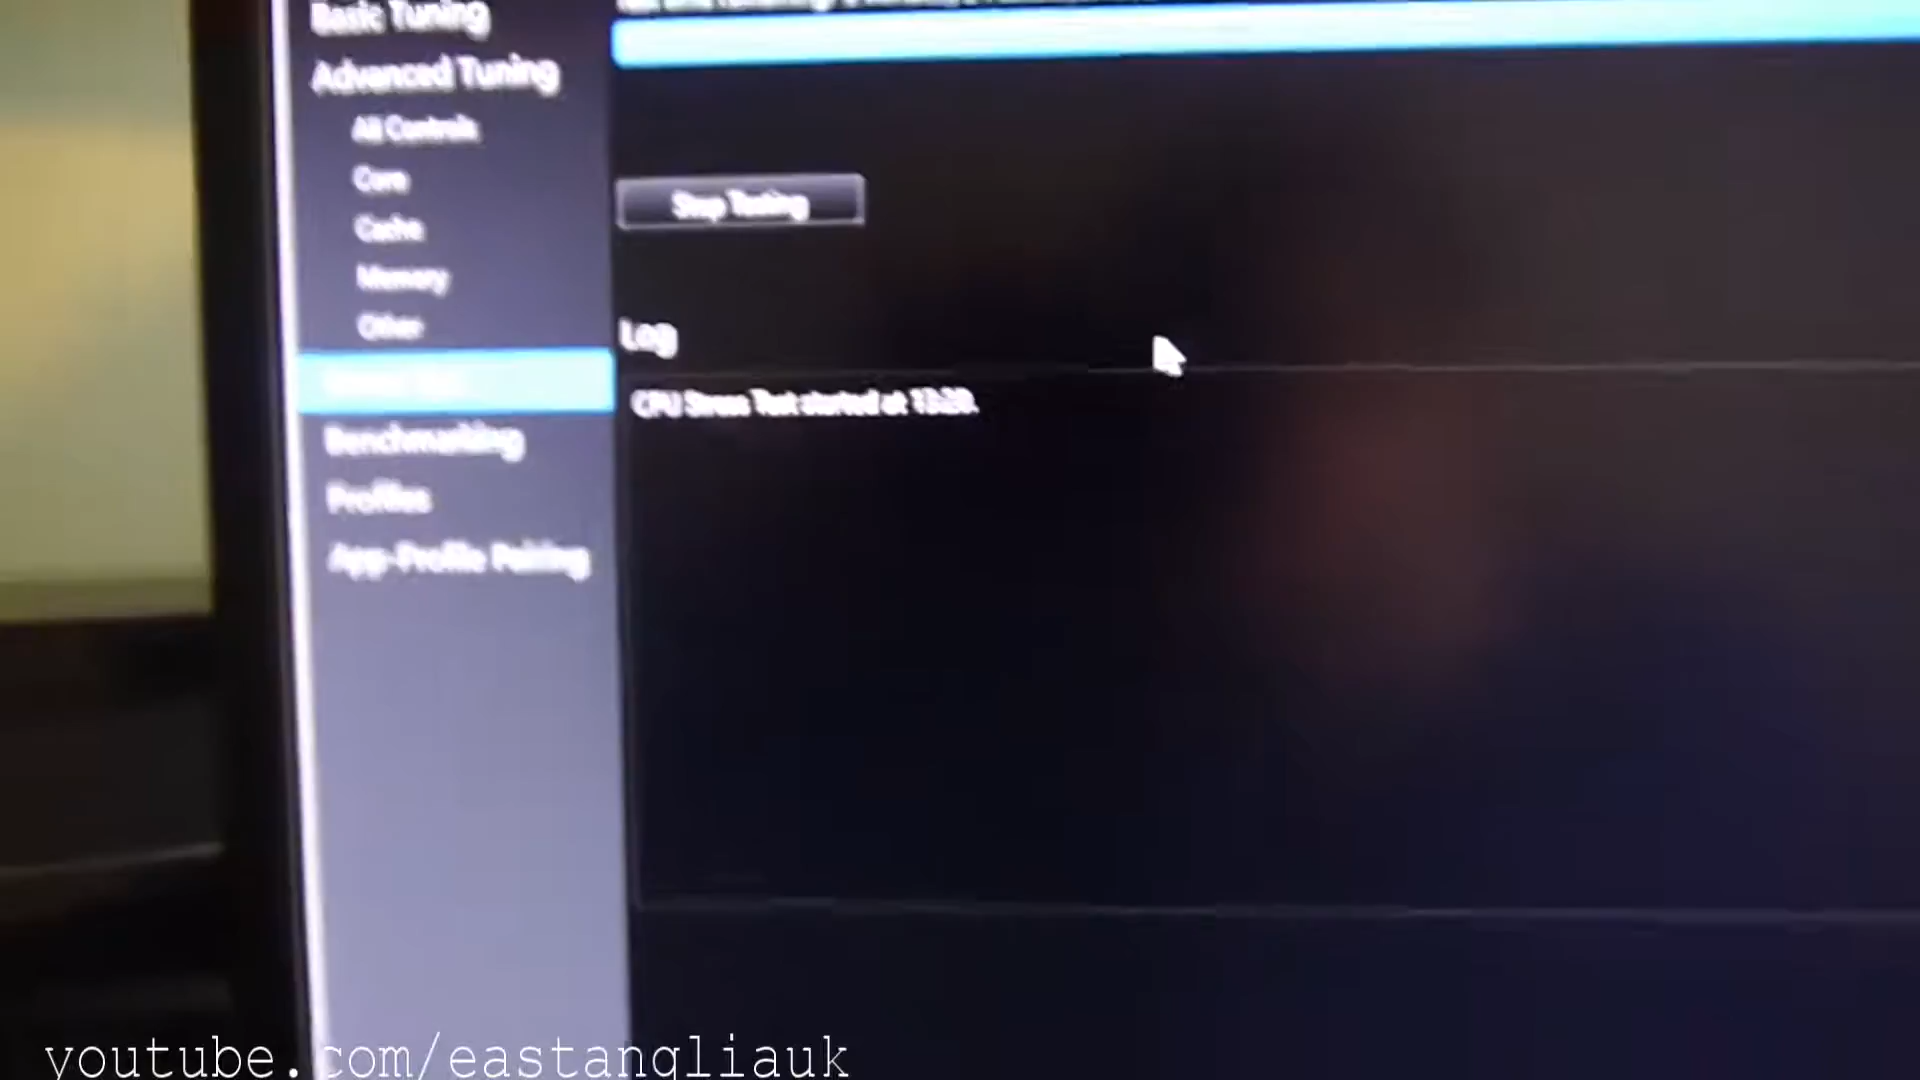 Basic Tuning
Advanced Tuning
All Controls
Core
Cache
Memory
Other
Benchmarking
Profiles
App-Profile Pairing
Stop Testing
Log
CPU Stress Test started at 13:28.
youtube.com/eastangliauk